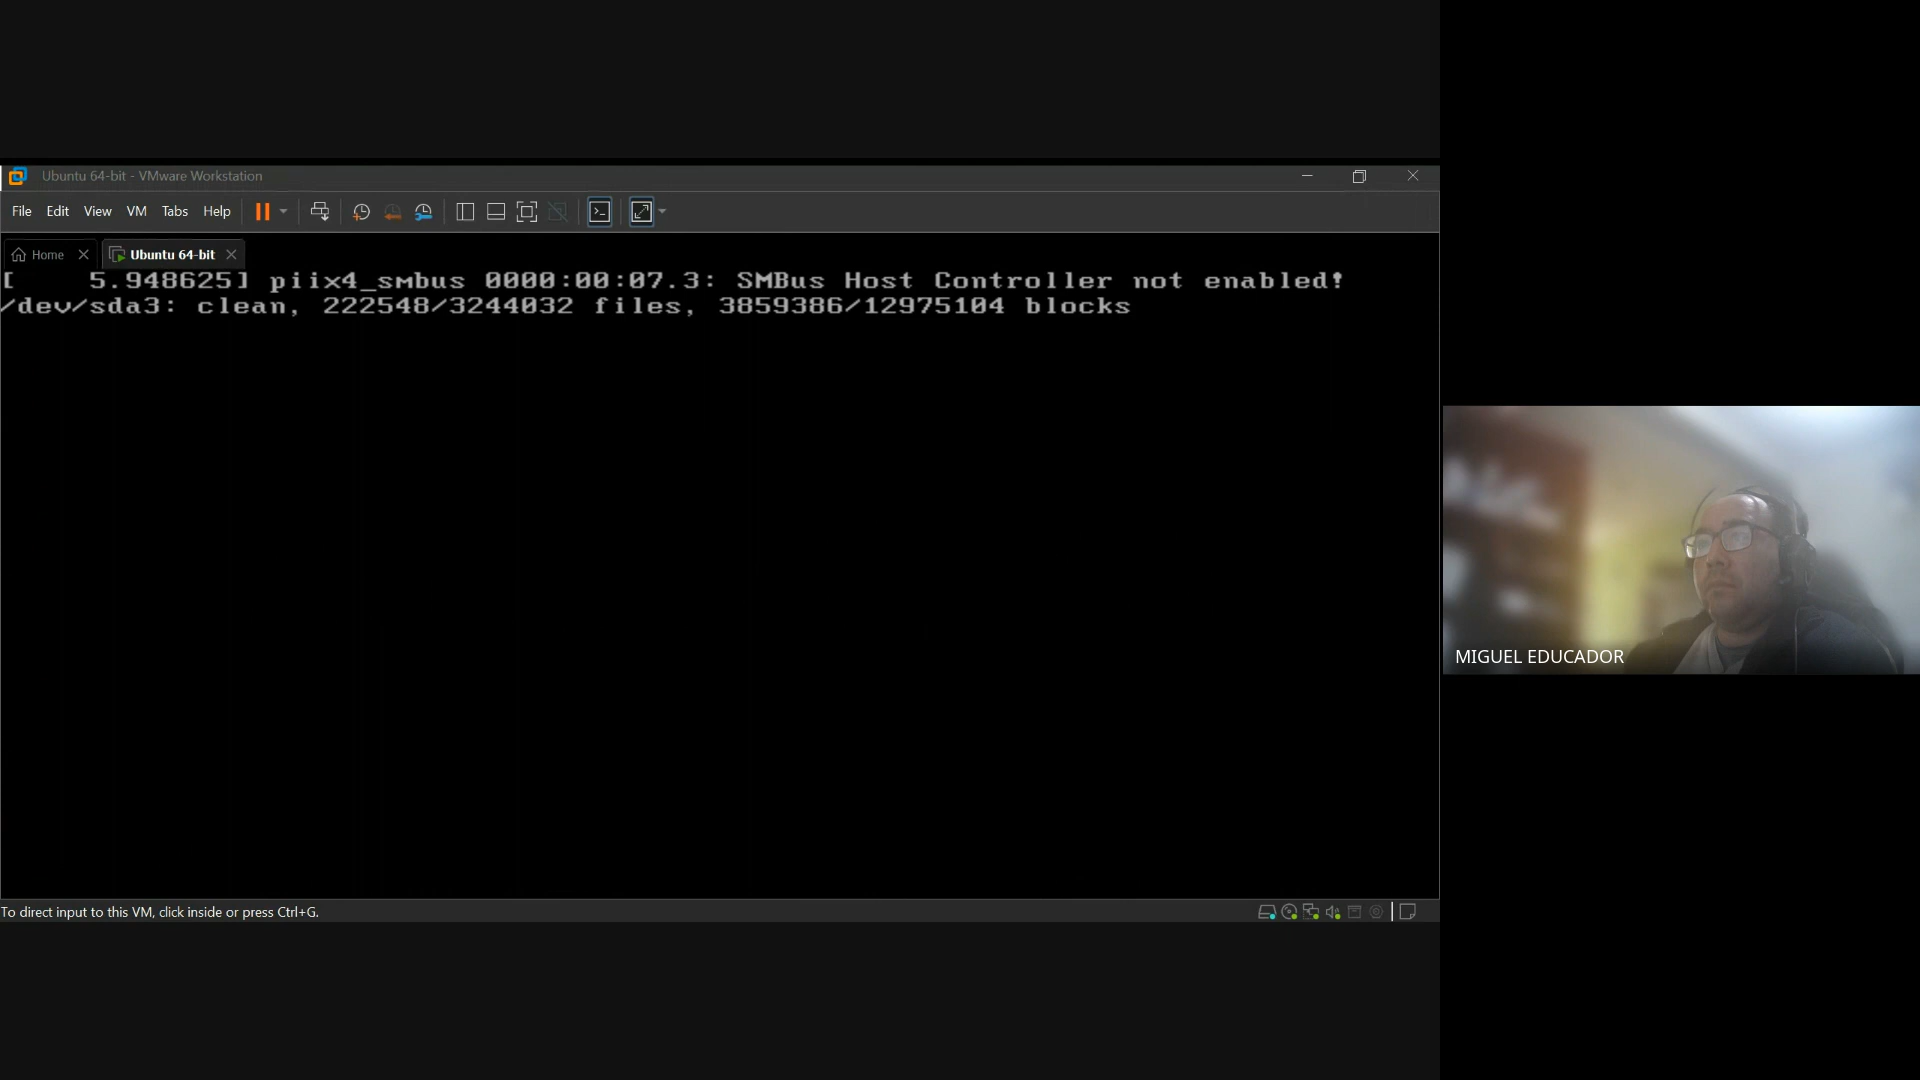 Ubuntu 64-bit - VMware Workstation
File Edit View VM Tabs Help
Home Ubuntu 64-bit
[    5.948625] piix4_smbus 0000:00:07.3: SMBus Host Controller not enabled!
/dev/sda3: clean, 222548/3244032 files, 3859386/12975104 blocks
MIGUEL EDUCADOR
To direct input to this VM, click inside or press Ctrl+G.